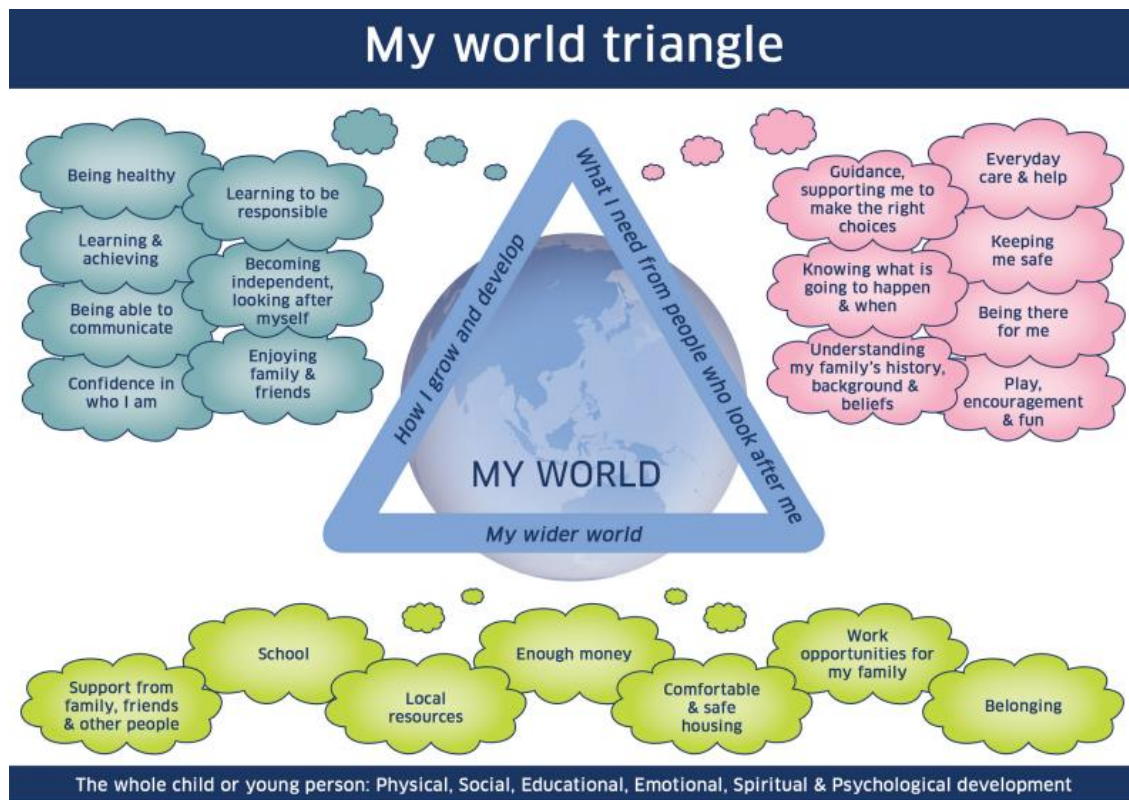 My world triangle
Being healthy
Learning to be
responsible
Learning &
achieving
Becoming
independent,
looking after
myself
Being able to
communicate
Enjoying
family &
friends
Confidence in
who I am
How I grow and develop
What I need from people who look after me
My wider world
MY WORLD
Guidance,
supporting me to
make the right
choices
Everyday
care & help
Keeping
me safe
Knowing what is
going to happen
& when
Being there
for me
Understanding
my family's history,
background &
beliefs
Play,
encouragement
& fun
Support from
family, friends
& other people
School
Local
resources
Enough money
Comfortable
& safe
housing
Work
opportunities for
my family
Belonging
The whole child or young person: Physical, Social, Educational, Emotional, Spiritual & Psychological development